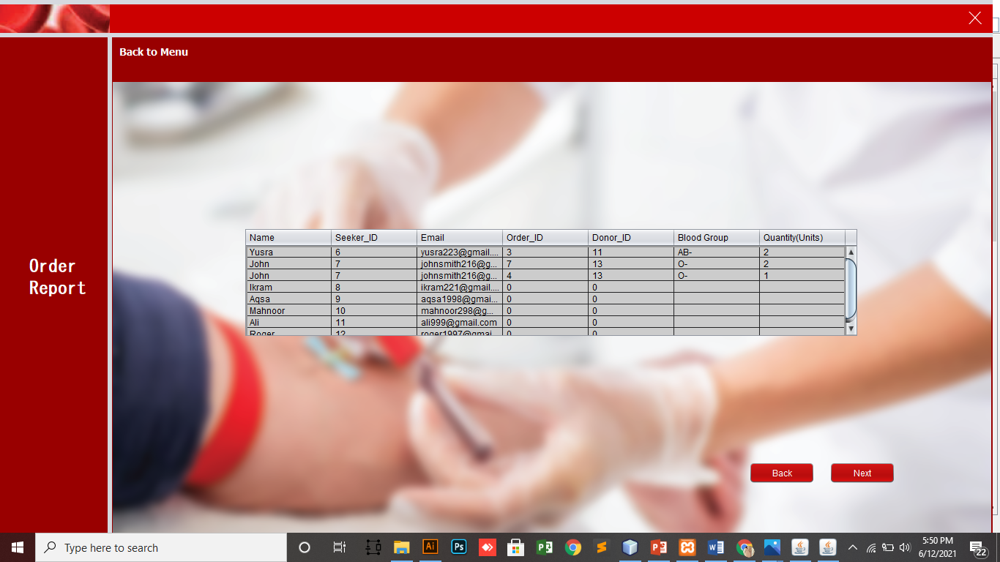 Back to Menu
Order
Report
Name Seeker_ID Email Order_ID Donor_ID Blood Group Quantity(Units)
Yusra 6 yusra223@gmail.... 3 11 AB- 2
John 7 johnsmith216@g... 7 13 O- 2
John 7 johnsmith216@g... 4 13 O- 1
Ikram 8 ikram221@gmail.... 0 0
Aqsa 9 aqsa1998@gmai... 0 0
Mahnoor 10 mahnoor298@g... 0 0
Ali 11 ali999@gmail.com 0 0
Roger 12 roger1997@gmai... 0 0
Back Next
Type here to search
Ai Ps P P W
5:50 PM
6/12/2021
22